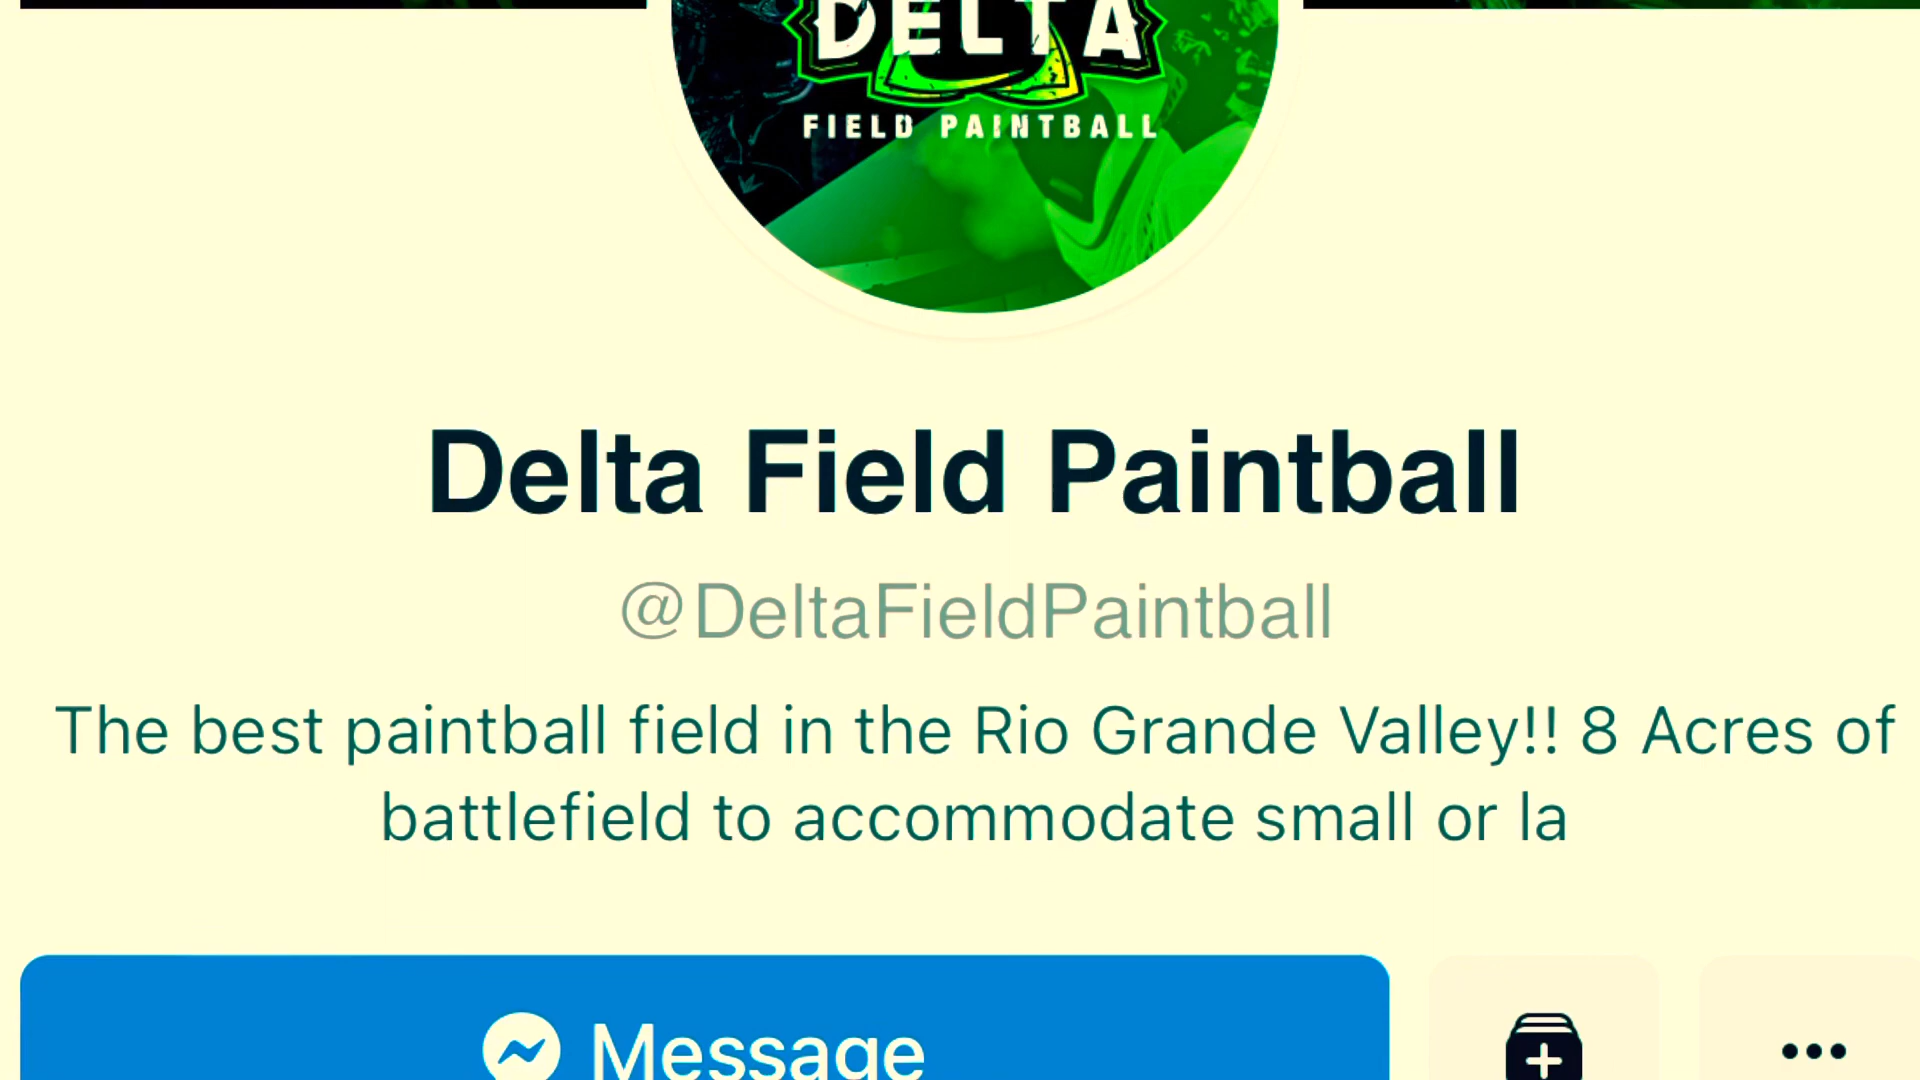 DELTA
FIELD PAINTBALL
Delta Field Paintball
@DeltaFieldPaintball
The best paintball field in the Rio Grande Valley!! 8 Acres of
battlefield to accommodate small or la
Message